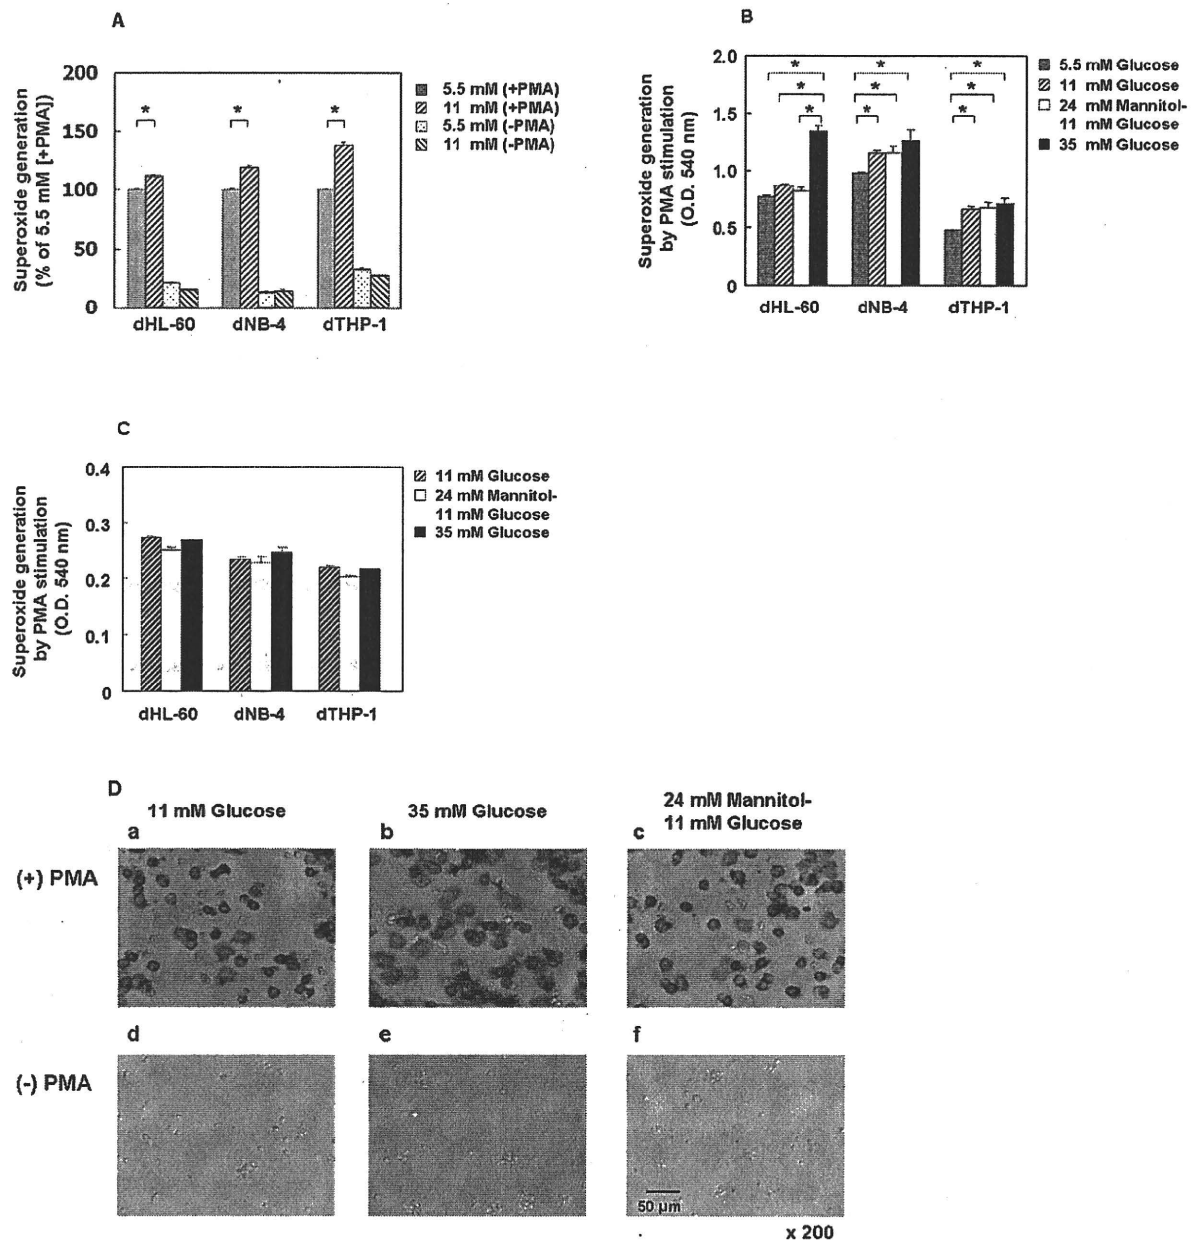 A
Superoxide generation
(% of 5.5 mM [+PMA])
200
150
100
50
0
* * *
dHL-60 dNB-4 dTHP-1
5.5 mM (+PMA)
11 mM (+PMA)
5.5 mM (-PMA)
11 mM (-PMA)
B
Superoxide generation
by PMA stimulation
(O.D. 540 nm)
2.0
1.5
1.0
0.5
0
* * *
* * *
* * *
dHL-60 dNB-4 dTHP-1
5.5 mM Glucose
11 mM Glucose
24 mM Mannitol-
11 mM Glucose
35 mM Glucose
C
Superoxide generation
by PMA stimulation
(O.D. 540 nm)
0.4
0.3
0.2
0.1
0
dHL-60 dNB-4 dTHP-1
11 mM Glucose
24 mM Mannitol-
11 mM Glucose
35 mM Glucose
D
11 mM Glucose
35 mM Glucose
24 mM Mannitol-
11 mM Glucose
a b c
(+) PMA
d e f
(-) PMA
50 µm
x 200